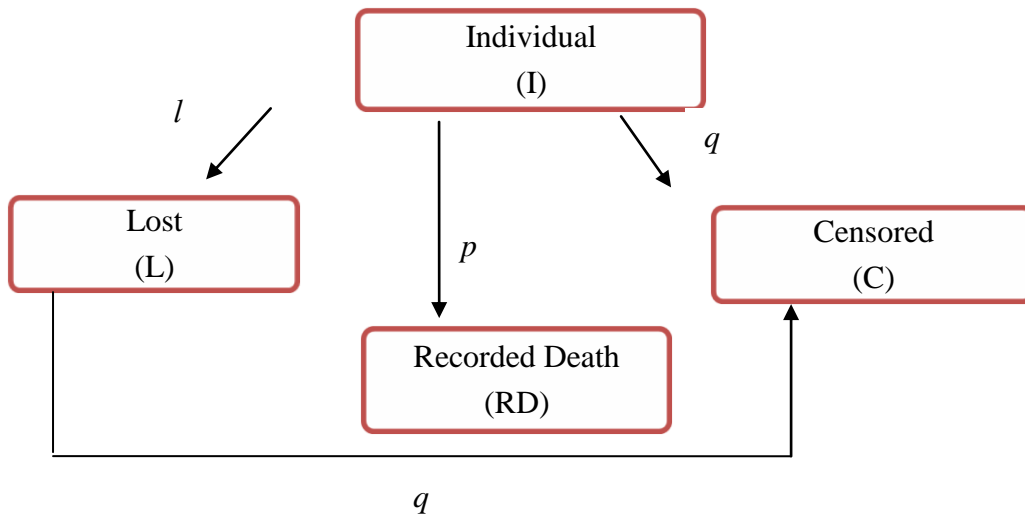 Individual
(I)
l
q
Lost
(L)
p
Censored
(C)
Recorded Death
(RD)
q